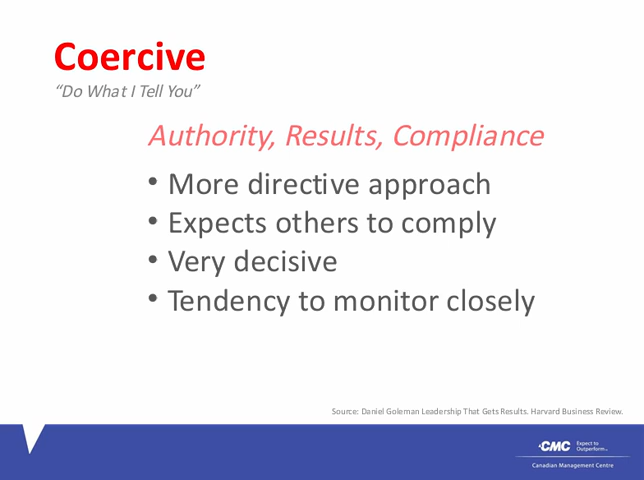 Coercive
“Do What I Tell You”
Authority, Results, Compliance
• More directive approach
• Expects others to comply
• Very decisive
• Tendency to monitor closely
Source: Daniel Goleman Leadership That Gets Results. Harvard Business Review.
CMC
Expect to
Outperform™
Canadian Management Centre